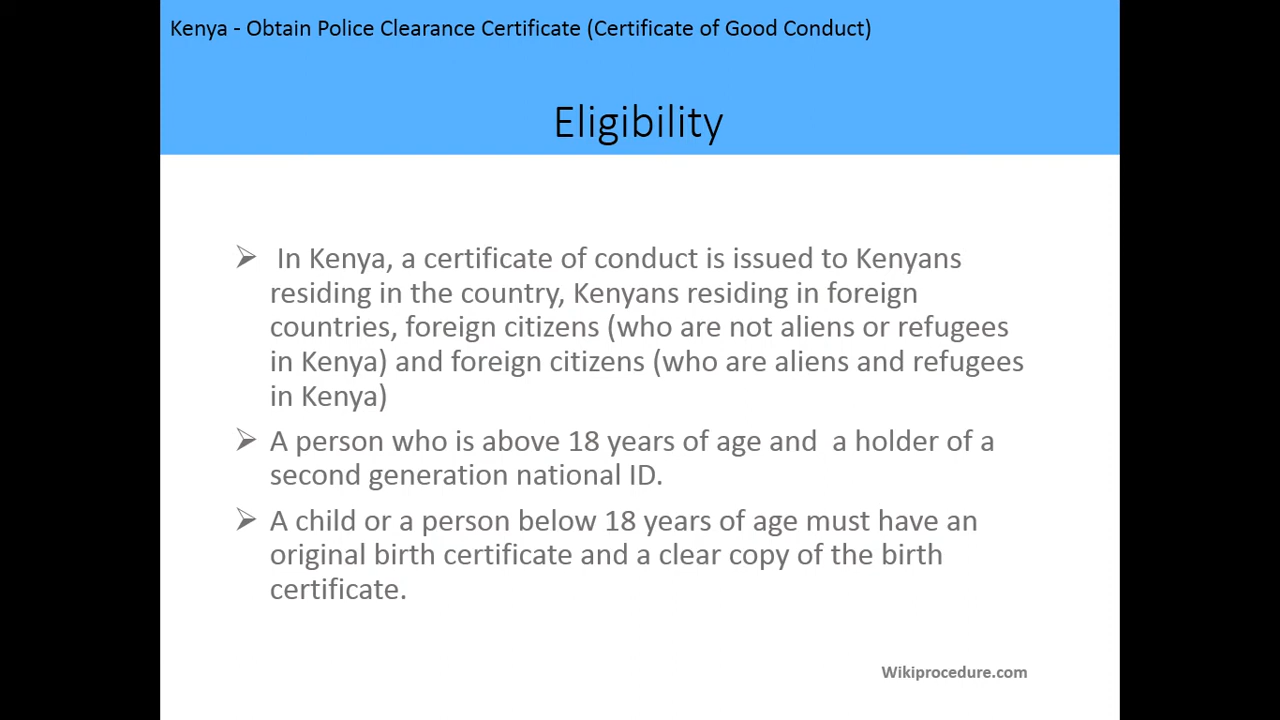 Kenya - Obtain Police Clearance Certificate (Certificate of Good Conduct)
Eligibility
➢ In Kenya, a certificate of conduct is issued to Kenyans
residing in the country, Kenyans residing in foreign
countries, foreign citizens (who are not aliens or refugees
in Kenya) and foreign citizens (who are aliens and refugees
in Kenya)
➢ A person who is above 18 years of age and  a holder of a
second generation national ID.
➢ A child or a person below 18 years of age must have an
original birth certificate and a clear copy of the birth
certificate.
Wikiprocedure.com